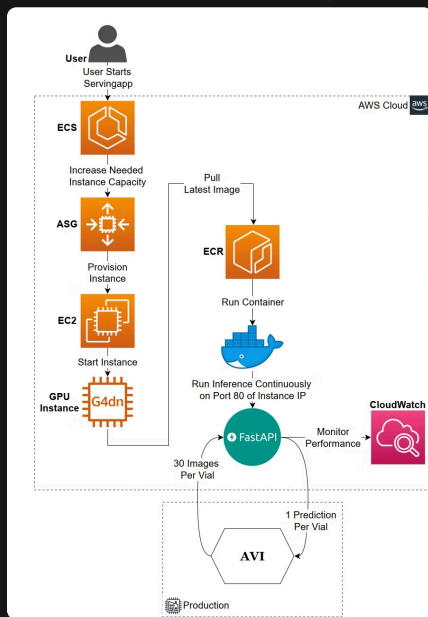 User
User Starts
Servingapp
AWS Cloud
aws
ECS
Increase Needed
Instance Capacity
Pull
Latest Image
ASG
ECR
Provision
Instance
Run Container
EC2
Start Instance
Run Inference Continuously
on Port 80 of Instance IP
GPU
Instance
G4dn
CloudWatch
FastAPI
Monitor
Performance
30 Images
Per Vial
1 Prediction
Per Vial
AVI
Production